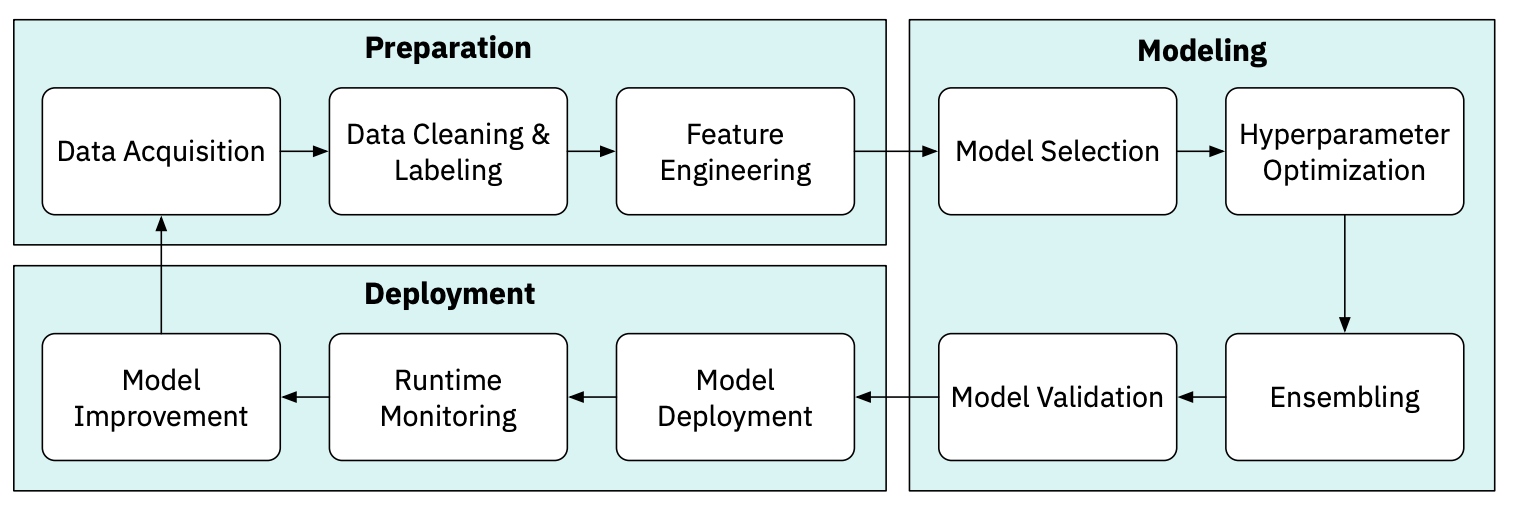 Preparation
Data Acquisition
Data Cleaning &
Labeling
Feature
Engineering
Modeling
Model Selection
Hyperparameter
Optimization
Deployment
Model
Improvement
Runtime
Monitoring
Model
Deployment
Model Validation
Ensembling